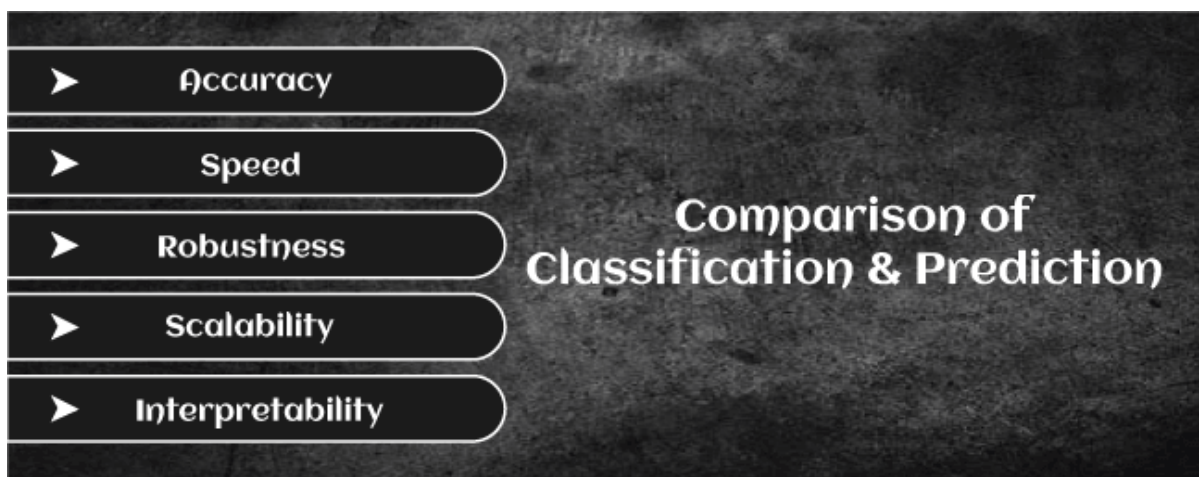 Accuracy
Speed
Robustness
Scalability
Interpretability
Comparison of
Classification & Prediction